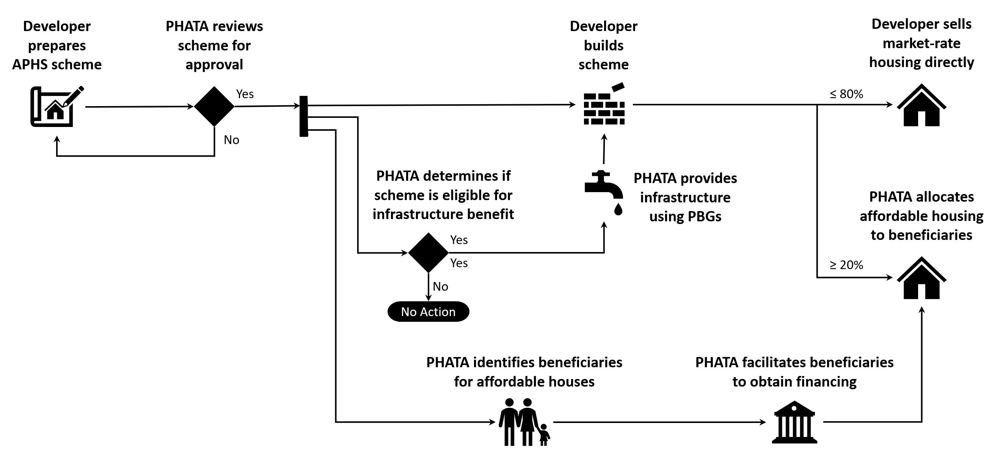 Developer
prepares
APHS scheme
PHATA reviews
scheme for
approval
Yes
No
Developer
builds
scheme
Developer sells
market-rate
housing directly
≤ 80%
PHATA determines if
scheme is eligible for
infrastructure benefit
Yes
Yes
No
No Action
PHATA provides
infrastructure
using PBGs
PHATA allocates
affordable housing
to beneficiaries
≥ 20%
PHATA identifies beneficiaries
for affordable houses
PHATA facilitates beneficiaries
to obtain financing